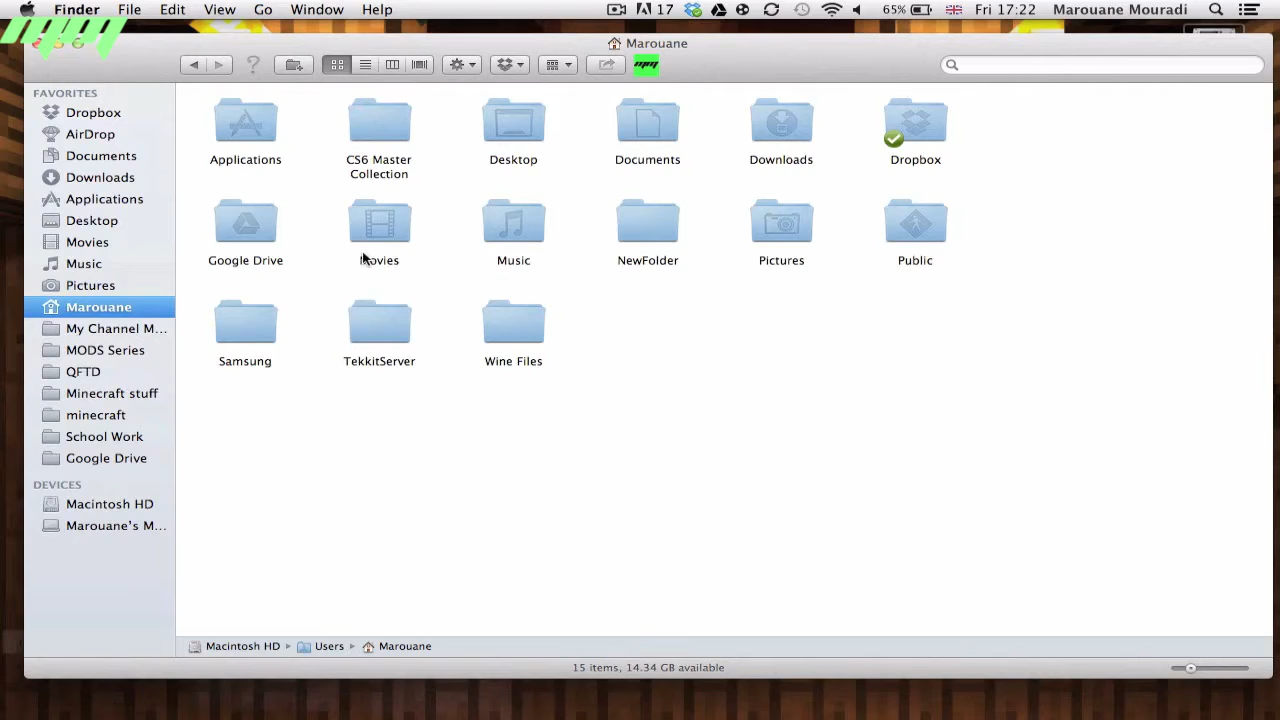 Finder File Edit View Go Window Help 17 65% Fri 17:22 Marouane Mouradi
Marouane
FAVORITES
Dropbox
AirDrop
Documents
Downloads
Applications
Desktop
Movies
Music
Pictures
Marouane
My Channel M...
MODS Series
QFTD
Minecraft stuff
minecraft
School Work
Google Drive
DEVICES
Macintosh HD
Marouane's M...
Applications CS6 Master Collection Desktop Documents Downloads Dropbox
Google Drive Movies Music NewFolder Pictures Public
Samsung TekkitServer Wine Files
Macintosh HD Users Marouane
15 items, 14.34 GB available